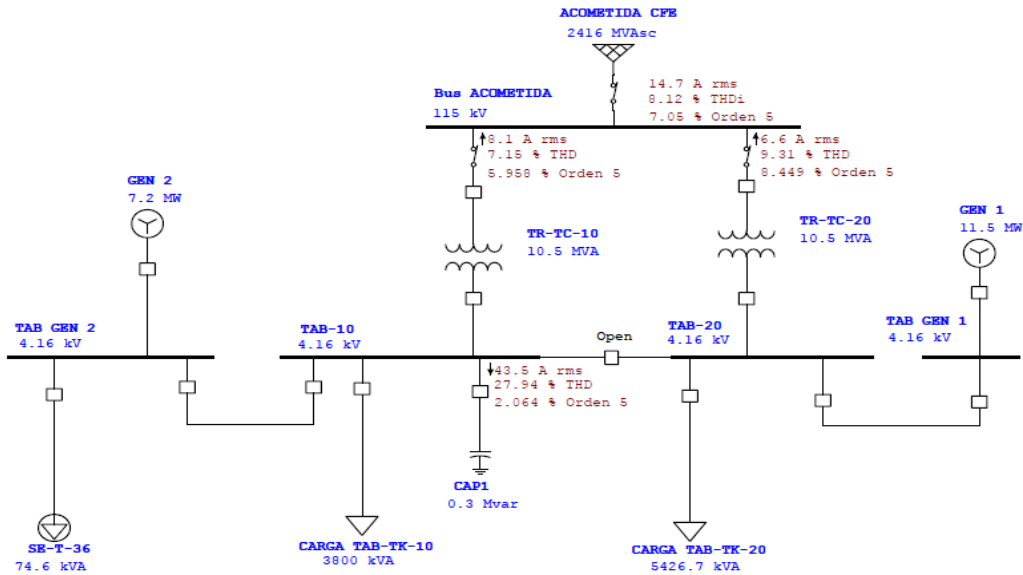 ACOMETIDA CFE
2416 MVAsc
14.7 A rms
8.12 % THDi
7.05 % Orden 5
Bus ACOMETIDA
115 kV
8.1 A rms
7.15 % THD
5.958 % Orden 5
6.6 A rms
9.31 % THD
8.449 % Orden 5
GEN 2
7.2 MW
TR-TC-10
10.5 MVA
TR-TC-20
10.5 MVA
GEN 1
11.5 MW
TAB GEN 2
4.16 kV
TAB-10
4.16 kV
Open
TAB-20
4.16 kV
TAB GEN 1
4.16 kV
43.5 A rms
27.94 % THD
2.064 % Orden 5
CAP1
0.3 Mvar
SE-T-36
74.6 kVA
CARGA TAB-TK-10
3800 kVA
CARGA TAB-TK-20
5426.7 kVA